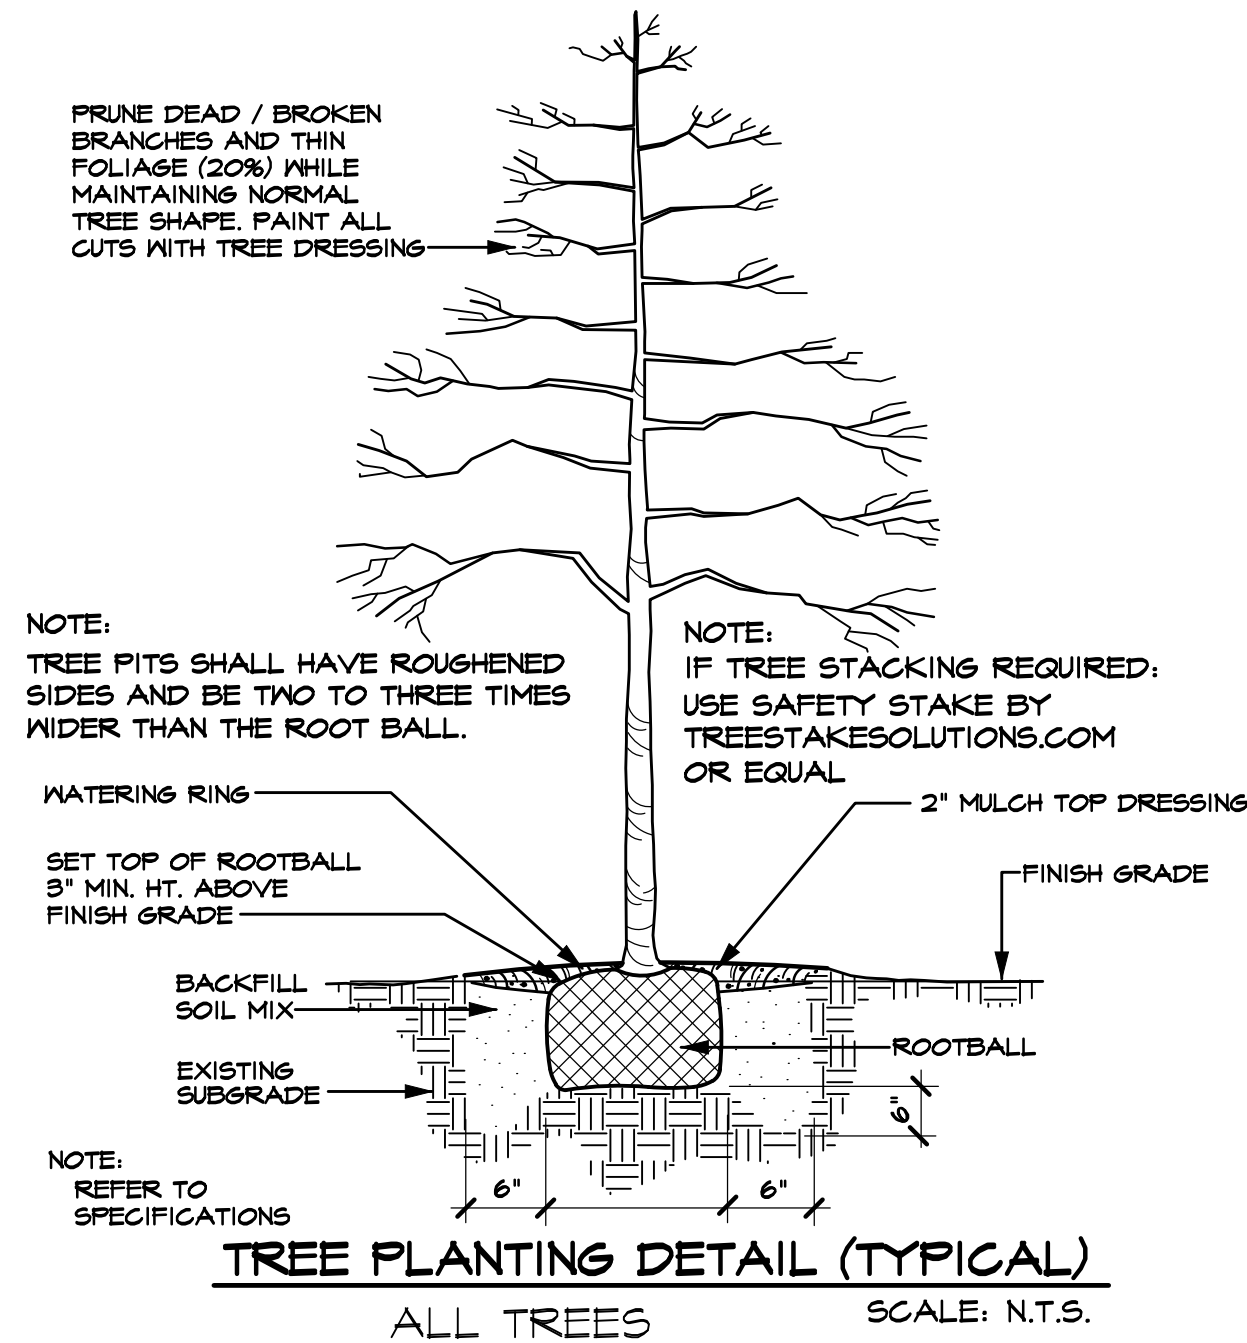 PRUNE DEAD / BROKEN
BRANCHES AND THIN
FOLIAGE (20%) WHILE
MAINTAINING NORMAL
TREE SHAPE. PAINT ALL
CUTS WITH TREE DRESSING
NOTE:
TREE PITS SHALL HAVE ROUGHENED
SIDES AND BE TWO TO THREE TIMES
WIDER THAN THE ROOT BALL.
NOTE:
IF TREE STACKING REQUIRED:
USE SAFETY STAKE BY
TREESTAKESOLUTIONS.COM
OR EQUAL
WATERING RING
2" MULCH TOP DRESSING
SET TOP OF ROOTBALL
3" MIN. HT. ABOVE
FINISH GRADE
FINISH GRADE
BACKFILL
SOIL MIX
ROOTBALL
EXISTING
SUBGRADE
6"
6"
6"
NOTE:
REFER TO
SPECIFICATIONS
TREE PLANTING DETAIL (TYPICAL)
ALL TREES
SCALE: N.T.S.